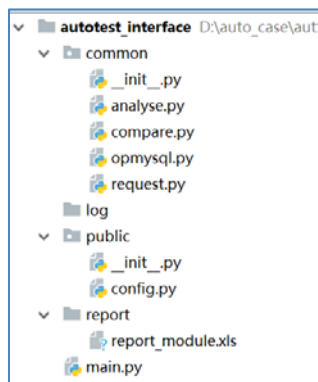 autotest_interface D:\auto_case\aut
common
__init__.py
analyse.py
compare.py
opmysql.py
request.py
log
public
__init__.py
config.py
report
report_module.xls
main.py